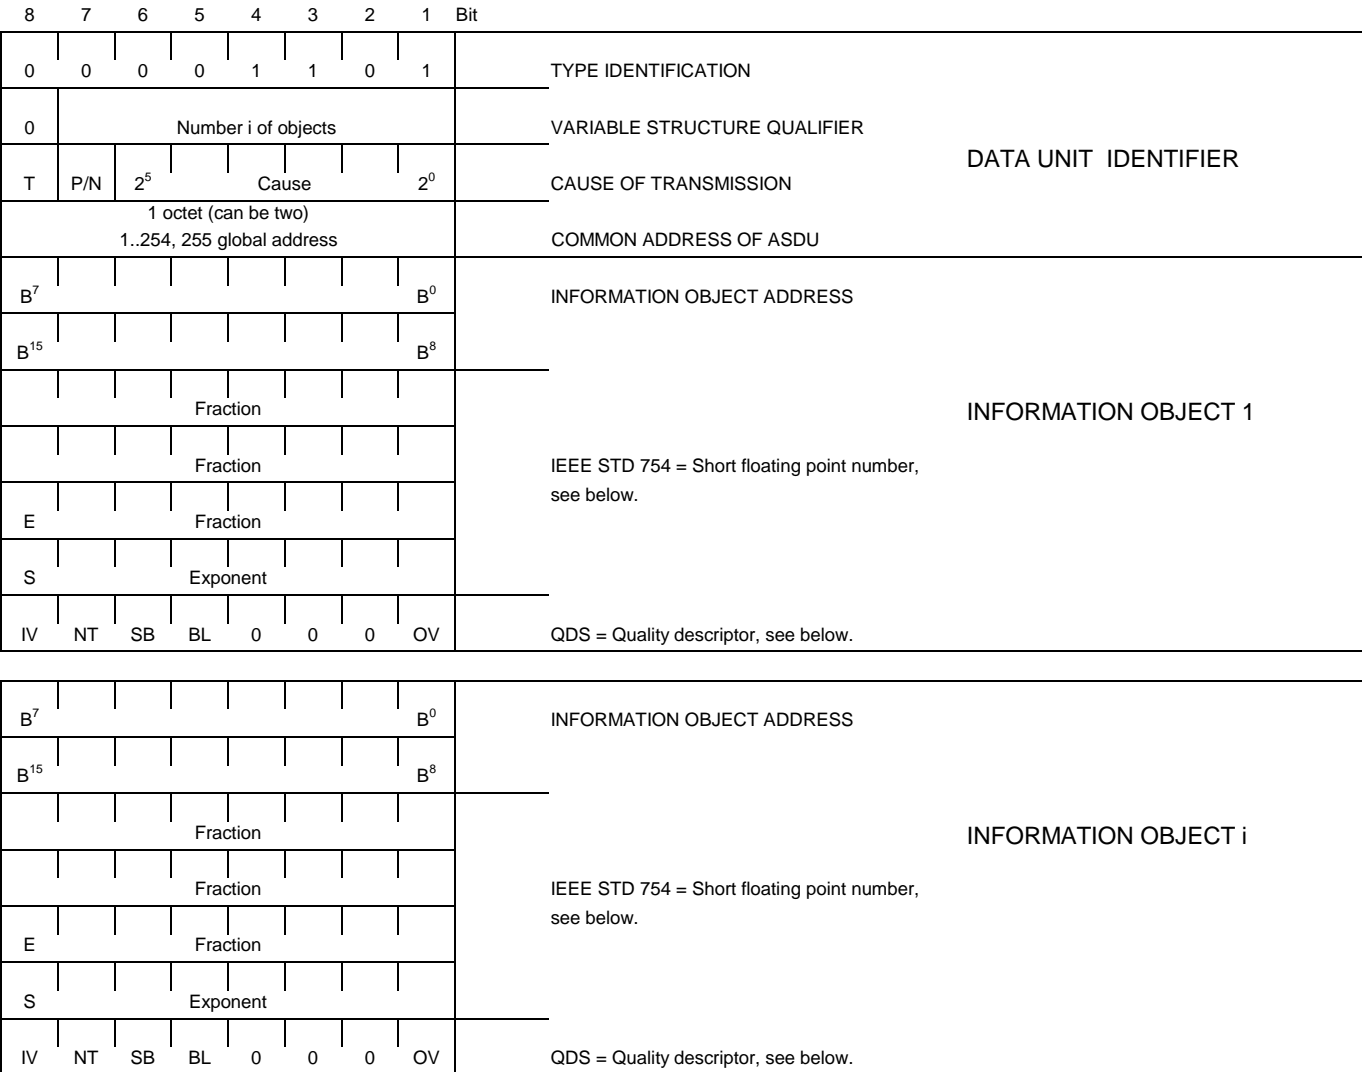 8 7 6 5 4 3 2 1 Bit
0 0 0 0 1 1 0 1 TYPE IDENTIFICATION
0 Number i of objects VARIABLE STRUCTURE QUALIFIER
DATA UNIT IDENTIFIER
T P/N 2⁵ Cause 2⁰ CAUSE OF TRANSMISSION
1 octet (can be two)
1..254, 255 global address COMMON ADDRESS OF ASDU
B⁷ B⁰ INFORMATION OBJECT ADDRESS
B¹⁵ B⁸
Fraction INFORMATION OBJECT 1
Fraction IEEE STD 754 = Short floating point number,
see below.
E Fraction
S Exponent
IV NT SB BL 0 0 0 OV QDS = Quality descriptor, see below.
B⁷ B⁰ INFORMATION OBJECT ADDRESS
B¹⁵ B⁸
Fraction INFORMATION OBJECT i
Fraction IEEE STD 754 = Short floating point number,
see below.
E Fraction
S Exponent
IV NT SB BL 0 0 0 OV QDS = Quality descriptor, see below.